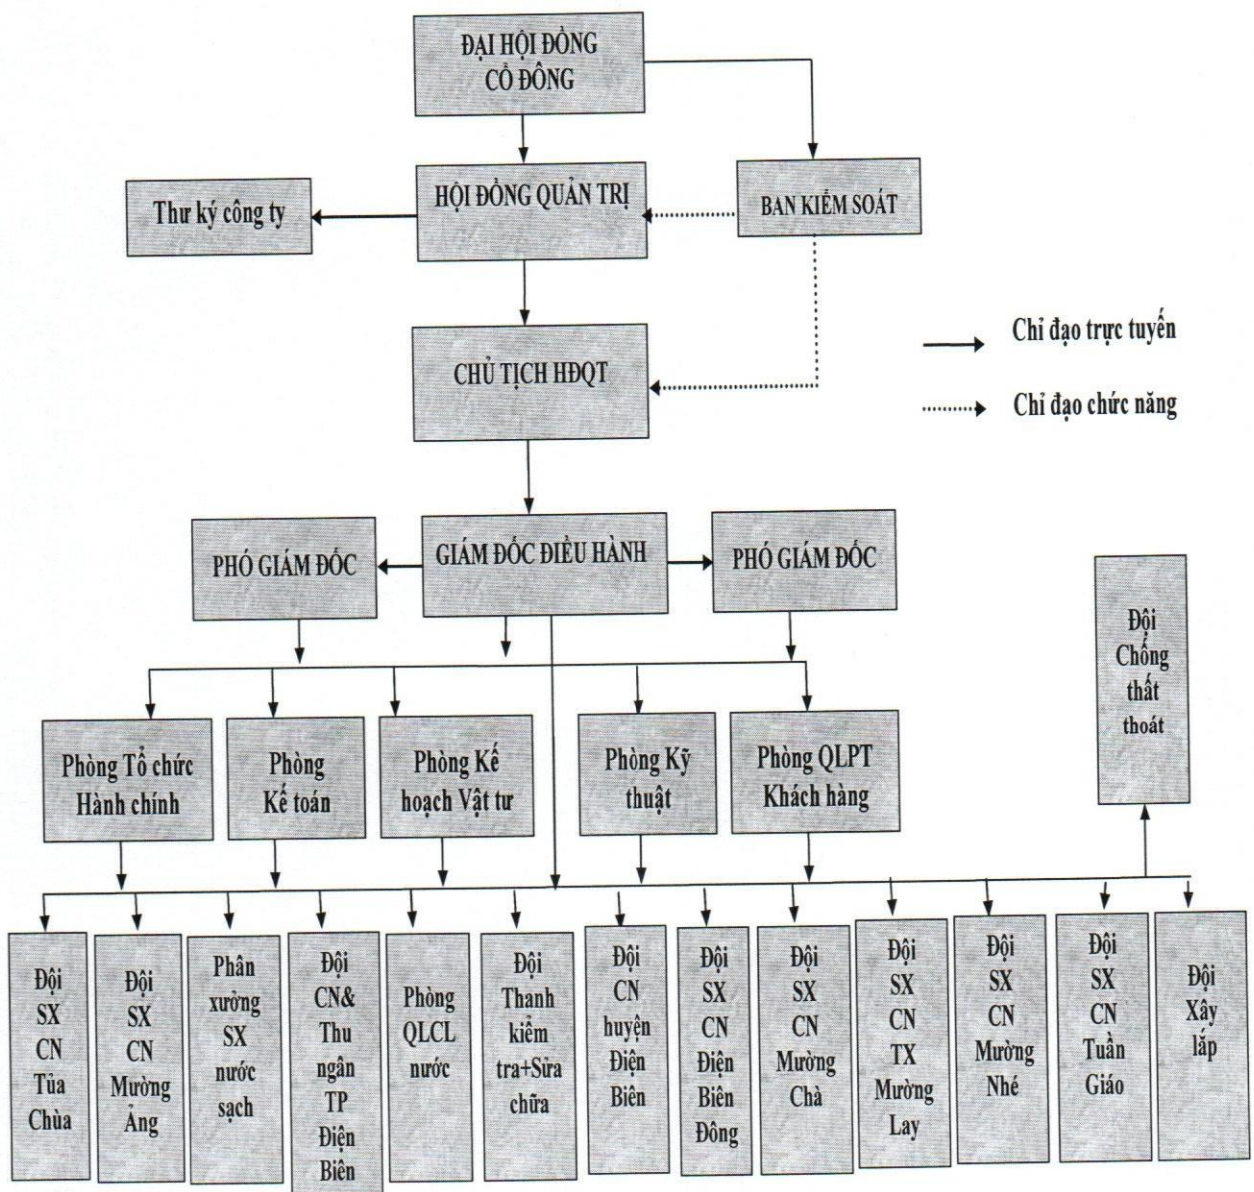 ĐẠI HỘI ĐỒNG
CỔ ĐÔNG
Thư ký công ty
HỘI ĐỒNG QUẢN TRỊ
BAN KIỂM SOÁT
Chỉ đạo trực tuyến
CHỦ TỊCH HĐQT
Chỉ đạo chức năng
PHÓ GIÁM ĐỐC
GIÁM ĐỐC ĐIỀU HÀNH
PHÓ GIÁM ĐỐC
Đội
Chống
thất
thoát
Phòng Tổ chức
Hành chính
Phòng
Kế toán
Phòng Kế
hoạch Vật tư
Phòng Kỹ
thuật
Phòng QLPT
Khách hàng
Đội
SX
CN
Tủa
Chùa
Đội
SX
CN
Mường
Ảng
Phân
xưởng
SX
nước
sạch
Đội
CN&
Thu
ngân
TP
Điện
Biên
Phòng
QLCL
nước
Đội
Thanh
kiểm
tra+Sửa
chữa
Đội
CN
huyện
Điện
Biên
Đội
SX
CN
Điện
Biên
Đông
Đội
SX
CN
Mường
Chà
Đội
SX
CN
TX
Mường
Lay
Đội
SX
CN
Mường
Nhé
Đội
SX
CN
Tuần
Giáo
Đội
Xây
lắp